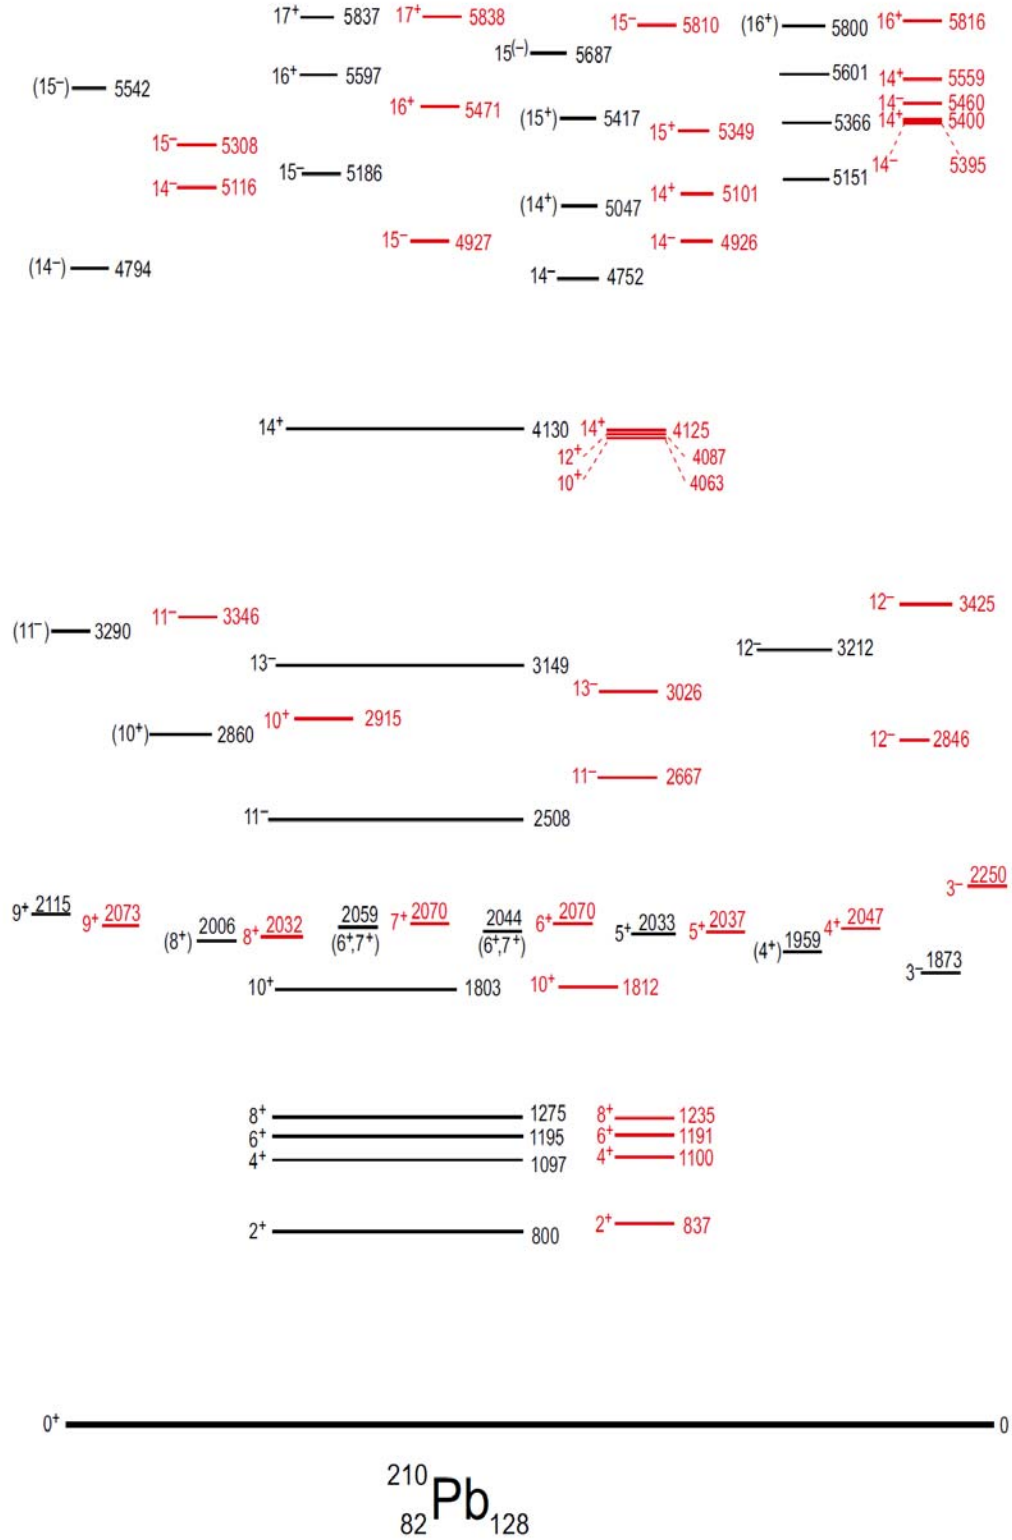 17⁺ 5837 17⁺ 5838 15⁻ 5810 (16⁺) 5800 16⁺ 5816
15⁽⁻⁾ 5687
(15⁻) 5542 16⁺ 5597 5601 14⁺ 5559
16⁺ 5471 14⁻ 5460
(15⁺) 5417 5366 14⁺ 5400
15⁻ 5308 15⁺ 5349
15⁻ 5186 5151 14⁻ 5395
14⁻ 5116 (14⁺) 5047 14⁺ 5101
15⁻ 4927 14⁻ 4926
(14⁻) 4794 14⁻ 4752
14⁺ 4130 14⁺ 4125
12⁺ 4087
10⁺ 4063
12⁻ 3425
(11⁻) 3290 11⁻ 3346
12⁻ 3212
13⁻ 3149
13⁻ 3026
10⁺ 2915
(10⁺) 2860 12⁻ 2846
11⁻ 2667
11⁻ 2508
3⁻ 2250
9⁺ 2115 9⁺ 2073 (8⁺) 2006 8⁺ 2032 2059 (6⁺,7⁺) 7⁺ 2070 2044 (6⁺,7⁺) 6⁺ 2070 5⁺ 2033 5⁺ 2037 (4⁺) 1959 4⁺ 2047 3⁻ 1873
10⁺ 1803 10⁺ 1812
8⁺ 1275 8⁺ 1235
6⁺ 1195 6⁺ 1191
4⁺ 1097 4⁺ 1100
2⁺ 800 2⁺ 837
0⁺ 0
²¹⁰₈₂Pb₁₂₈